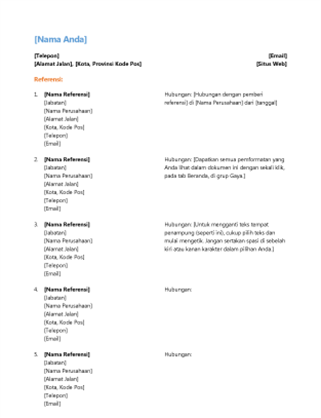 [Nama Anda]
[Telepon] [Email]
[Alamat Jalan], [Kota, Provinsi Kode Pos] [Situs Web]
Referensi:
1. [Nama Referensi] Hubungan: [Hubungan dengan pemberi
[Jabatan] referensi] di [Nama Perusahaan] dari [tanggal]
[Nama Perusahaan]
[Alamat Jalan]
[Kota, Kode Pos]
[Telepon]
[Email]
2. [Nama Referensi] Hubungan: [Dapatkan semua pemformatan yang
[Jabatan] Anda lihat dalam dokumen ini dengan sekali klik,
[Nama Perusahaan] pada tab Beranda, di grup Gaya.]
[Alamat Jalan]
[Kota, Kode Pos]
[Telepon]
[Email]
3. [Nama Referensi] Hubungan: [Untuk mengganti teks tempat
[Jabatan] penampung (seperti ini), cukup pilih teks dan
[Nama Perusahaan] mulai mengetik. Jangan sertakan spasi di sebelah
[Alamat Jalan] kiri atau kanan karakter dalam pilihan Anda.]
[Kota, Kode Pos]
[Telepon]
[Email]
4. [Nama Referensi] Hubungan:
[Jabatan]
[Nama Perusahaan]
[Alamat Jalan]
[Kota, Kode Pos]
[Telepon]
[Email]
5. [Nama Referensi] Hubungan:
[Jabatan]
[Nama Perusahaan]
[Alamat Jalan]
[Kota, Kode Pos]
[Telepon]
[Email]